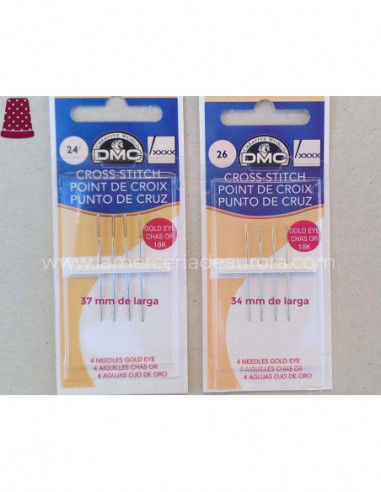 24
DMC
CROSS-STITCH
POINT DE CROIX
PUNTO DE CRUZ
GOLD EYE
CHAS OR
18K
37 mm de larga
4 NEEDLES GOLD EYE
4 AIGUILLES CHAS OR
4 AGUJAS OJO DE ORO
26
DMC
CROSS-STITCH
POINT DE CROIX
PUNTO DE CRUZ
GOLD EYE
CHAS OR
18K
34 mm de larga
4 NEEDLES GOLD EYE
4 AIGUILLES CHAS OR
4 AGUJAS OJO DE ORO
www.lamerceriadeaurora.com